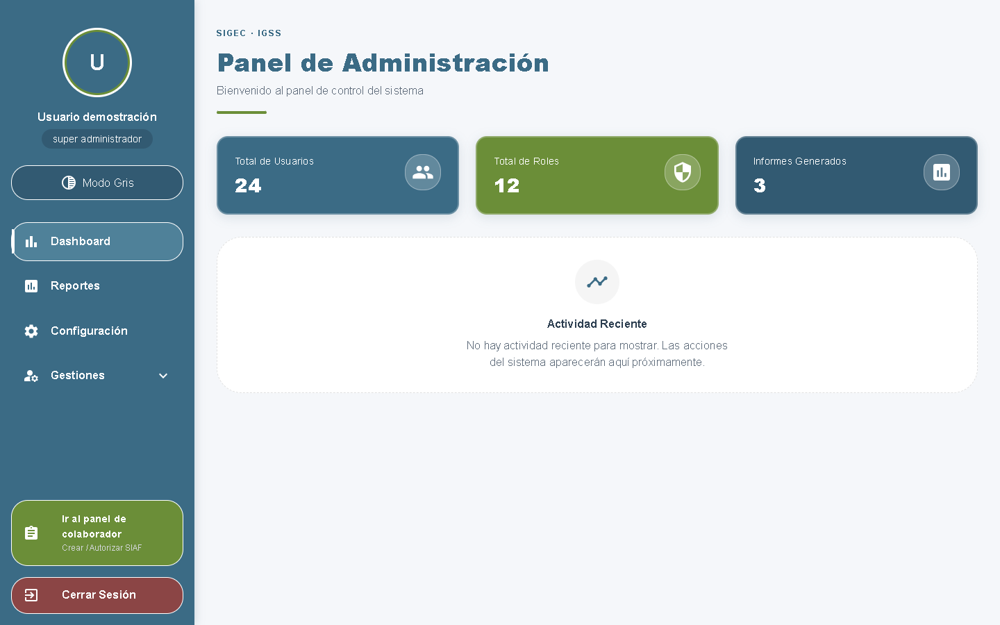 U
Usuario demostración
super administrador
Modo Gris
Dashboard
Reportes
Configuración
Gestiones
Ir al panel de
colaborador
Crear / Autorizar SIAF
Cerrar Sesión
SIGEC · IGSS
Panel de Administración
Bienvenido al panel de control del sistema
Total de Usuarios
24
Total de Roles
12
Informes Generados
3
Actividad Reciente
No hay actividad reciente para mostrar. Las acciones
del sistema aparecerán aquí próximamente.